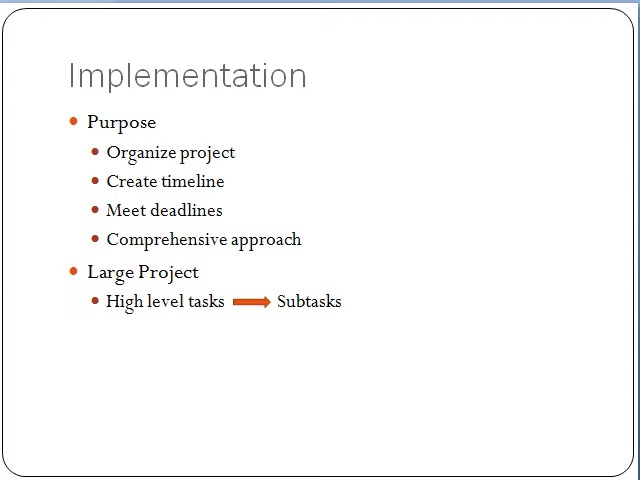 Implementation
Purpose
Organize project
Create timeline
Meet deadlines
Comprehensive approach
Large Project
High level tasks Subtasks